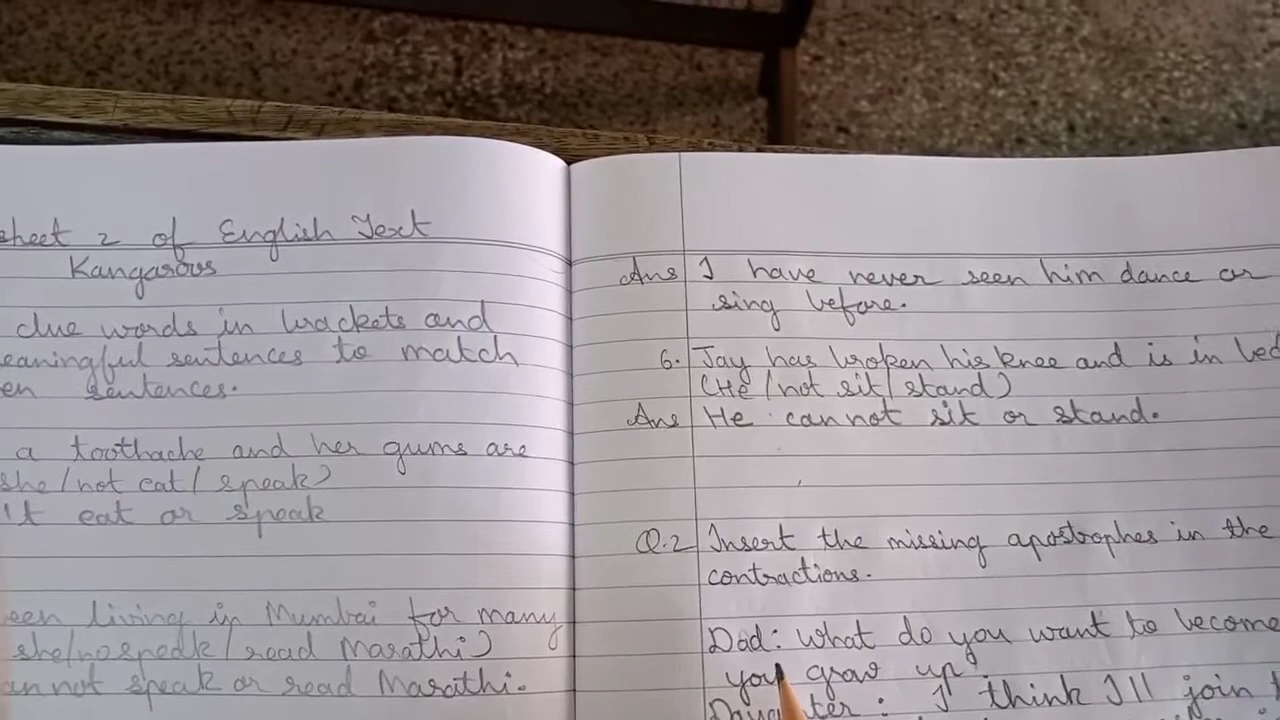 sheet 2 of English Text
Kangaroos
clue words in brackets and
eaningful sentences to match
en sentences.
a toothache and her gums are
she/not eat/ speak)
't eat or speak
een living in Mumbai for many
she/no speak/ read Marathi)
annot speak or read Marathi.
Ans I have never seen him dance or
sing before.
6. Jay has broken his knee and is in bed
(He /not sit/ stand)
Ans He cannot sit or stand.
Q.2 Insert the missing apostrophes in the
contractions.
Dad: What do you want to become
you grow up?
Daughter : I think Ill join